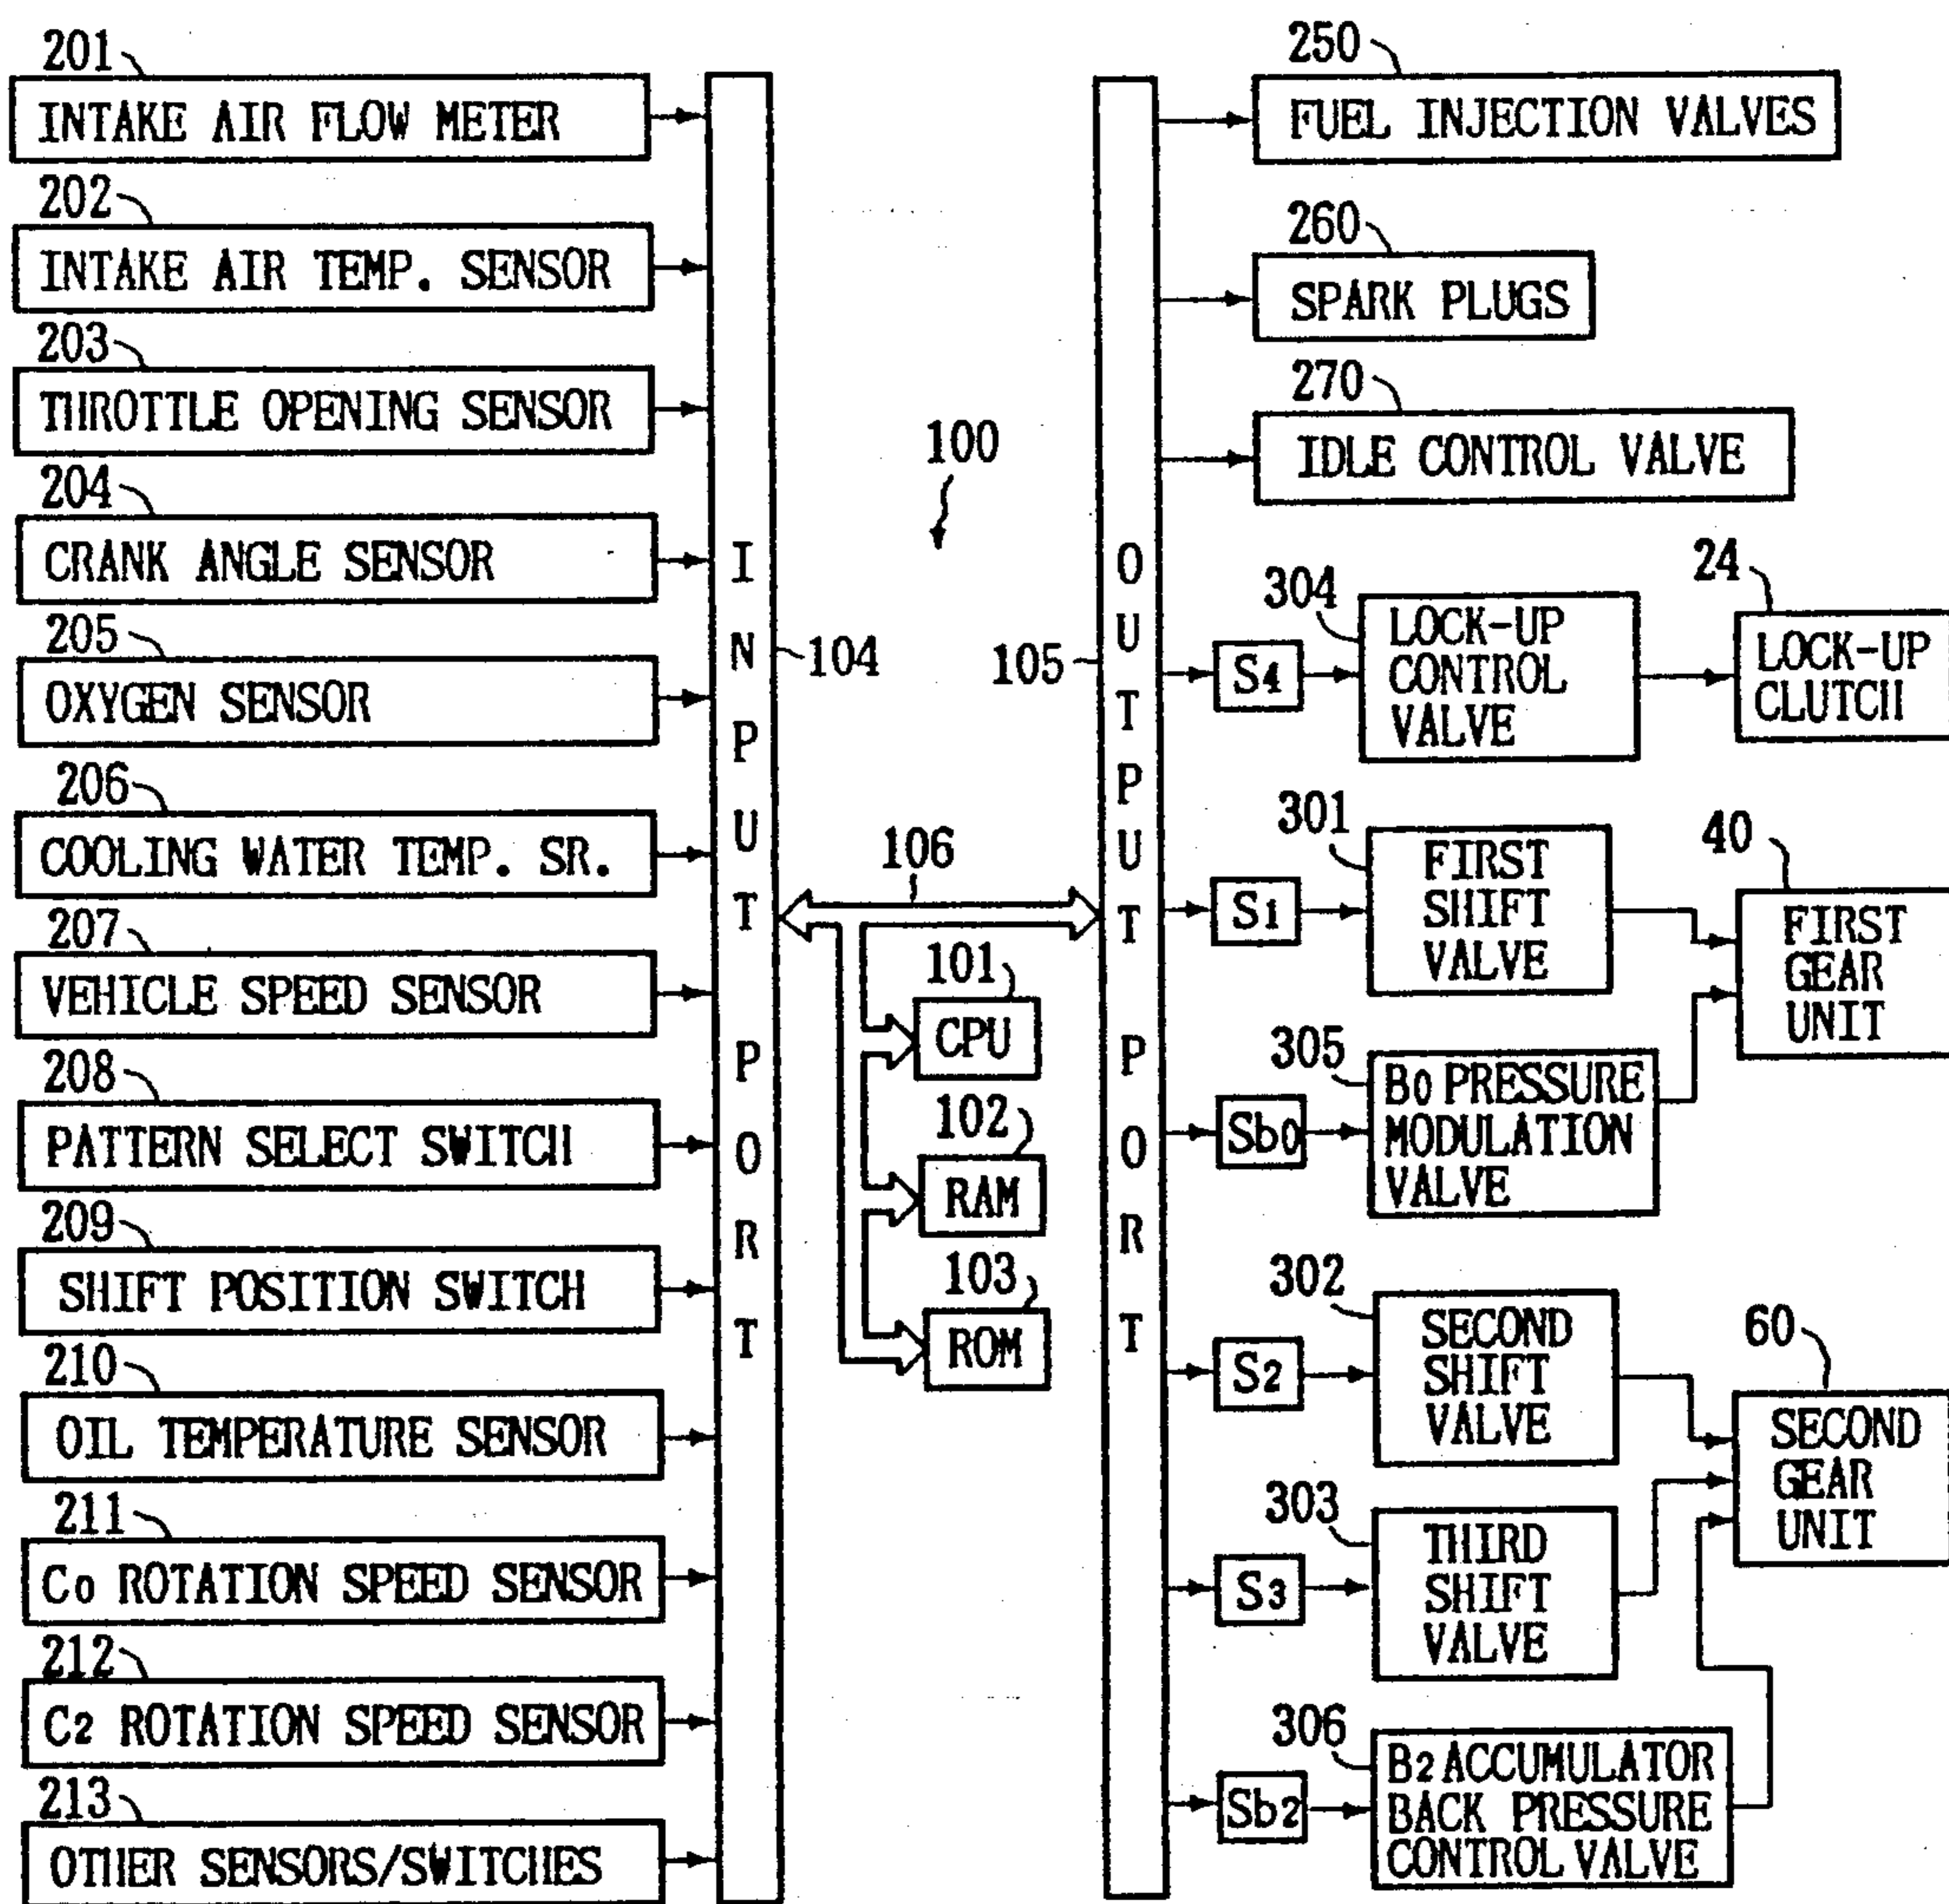 201
INTAKE AIR FLOW METER
202
INTAKE AIR TEMP. SENSOR
203
THROTTLE OPENING SENSOR
204
CRANK ANGLE SENSOR
205
OXYGEN SENSOR
206
COOLING WATER TEMP. SR.
207
VEHICLE SPEED SENSOR
208
PATTERN SELECT SWITCH
209
SHIFT POSITION SWITCH
210
OIL TEMPERATURE SENSOR
211
C0 ROTATION SPEED SENSOR
212
C2 ROTATION SPEED SENSOR
213
OTHER SENSORS/SWITCHES
INPUT PORT
104
100
106
101
CPU
102
RAM
103
ROM
105
OUTPUT PORT
250
FUEL INJECTION VALVES
260
SPARK PLUGS
270
IDLE CONTROL VALVE
S4
304
LOCK-UP
CONTROL
VALVE
24
LOCK-UP
CLUTCH
S1
301
FIRST
SHIFT
VALVE
40
FIRST
GEAR
UNIT
Sb0
305
B0 PRESSURE
MODULATION
VALVE
S2
302
SECOND
SHIFT
VALVE
60
SECOND
GEAR
UNIT
S3
303
THIRD
SHIFT
VALVE
Sb2
306
B2 ACCUMULATOR
BACK PRESSURE
CONTROL VALVE